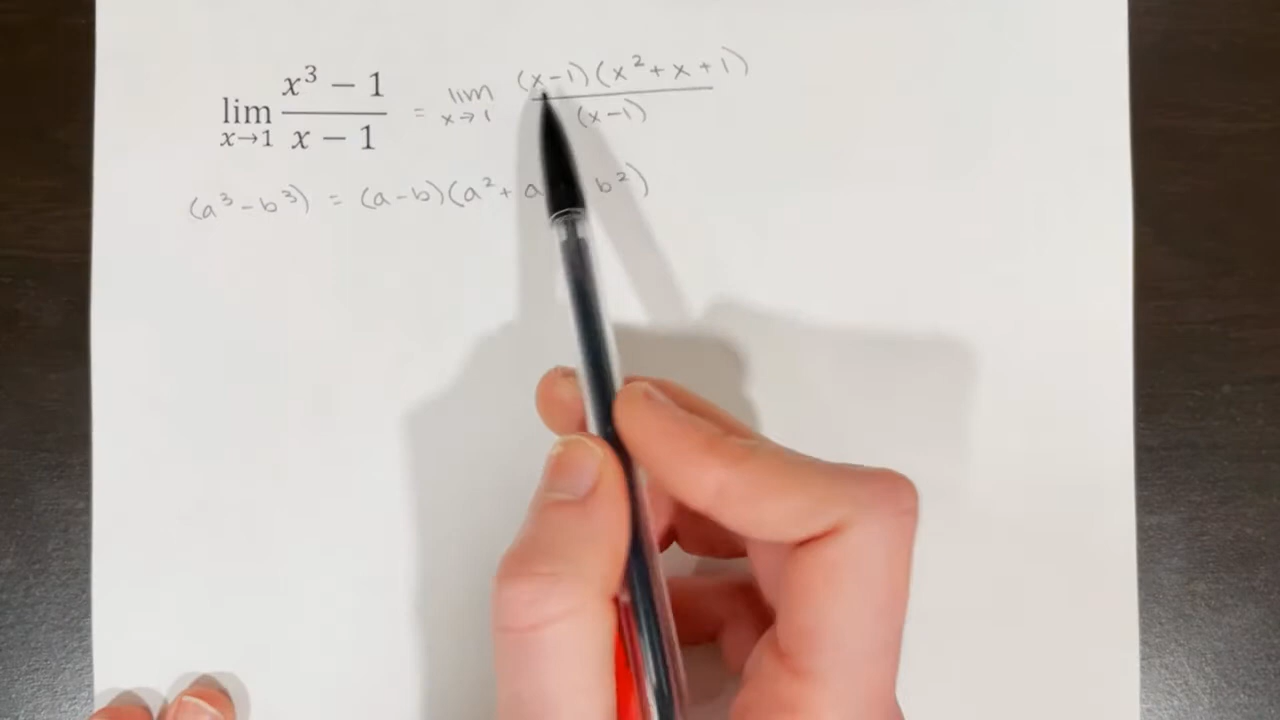 lim x→1 (x³ − 1)/(x − 1) = lim x→1 (x−1)(x²+x+1)/(x−1)
(a³−b³) = (a−b)(a²+a b²)